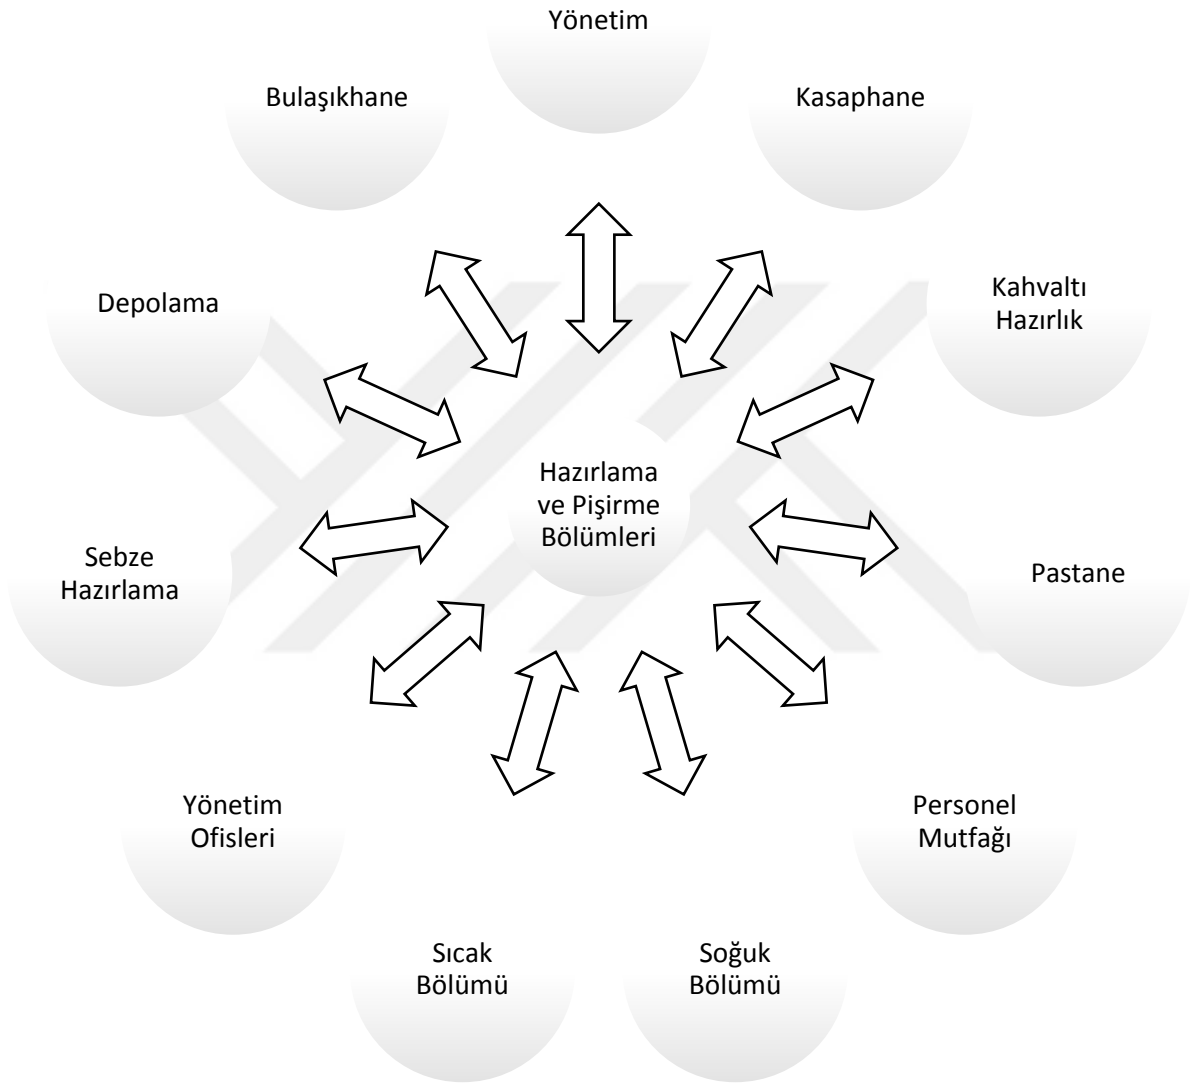 Yönetim
Bulaşıkhane
Kasaphane
Depolama
Kahvaltı
Hazırlık
Hazırlama
ve Pişirme
Bölümleri
Sebze
Hazırlama
Pastane
Yönetim
Ofisleri
Personel
Mutfağı
Sıcak
Bölümü
Soğuk
Bölümü